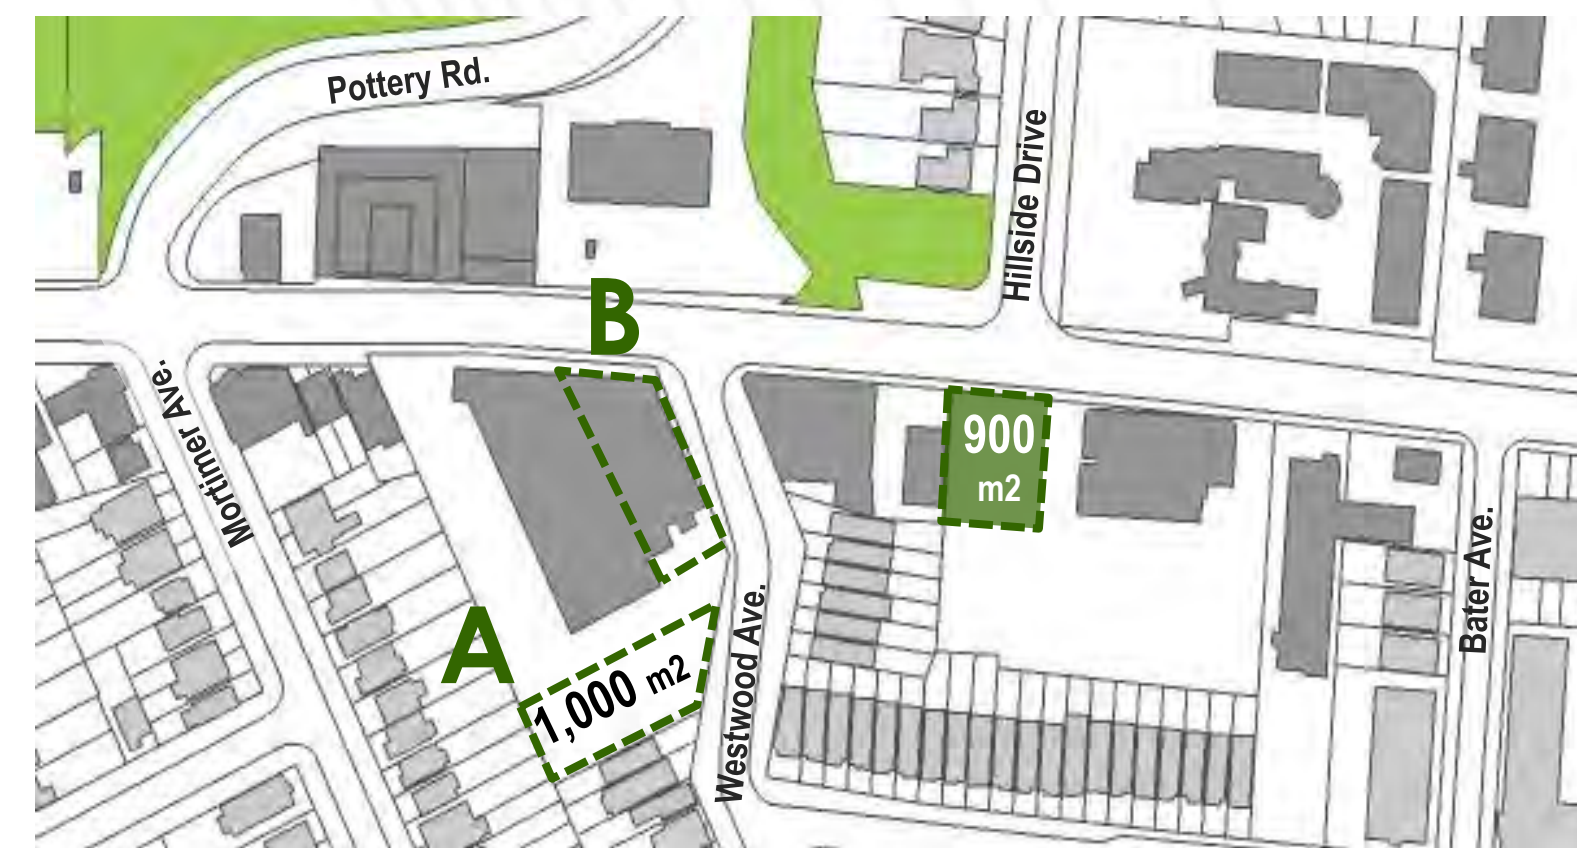 Pottery Rd.
Hillside Drive
B
Mortimer Ave.
900
m2
A
1,000 m2
Westwood Ave.
Bater Ave.